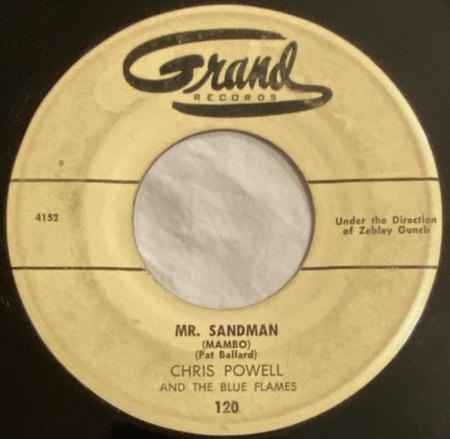 Grand
RECORDS
4152
Under the Direction
of Zebley Gunch
MR. SANDMAN
(MAMBO)
(Pat Ballard)
CHRIS POWELL
AND THE BLUE FLAMES
120